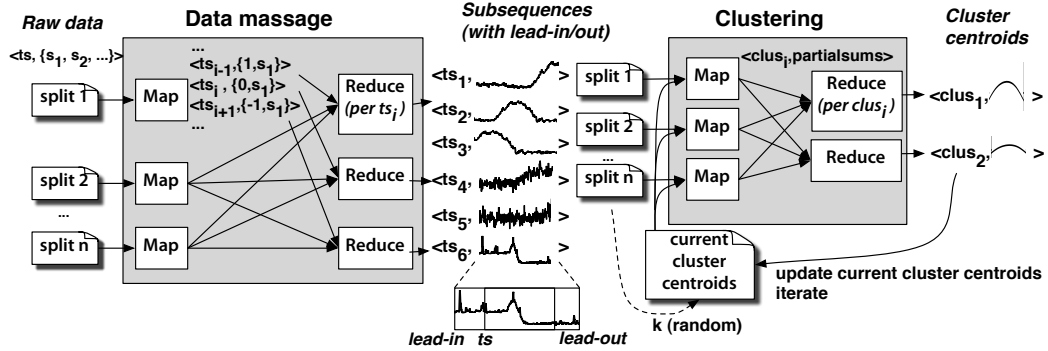 Raw data
<ts, {s1, s2, ...}>
split 1
split 2
...
split n
Data massage
Map
Map
Map
...
<tsi-1,{1,s1}>
<tsi , {0,s1}>
<tsi+1,{-1,s1}>
...
Reduce
(per tsi)
Reduce
Reduce
Subsequences
(with lead-in/out)
<ts1, >
<ts2, >
<ts3, >
<ts4, >
<ts5, >
<ts6, >
lead-in ts lead-out
split 1
split 2
...
split n
Clustering
Map
Map
Map
<clusi,partialsums>
Reduce
(per clusi)
Reduce
Cluster
centroids
<clus1, >
<clus2, >
current
cluster
centroids
update current cluster centroids
iterate
k (random)